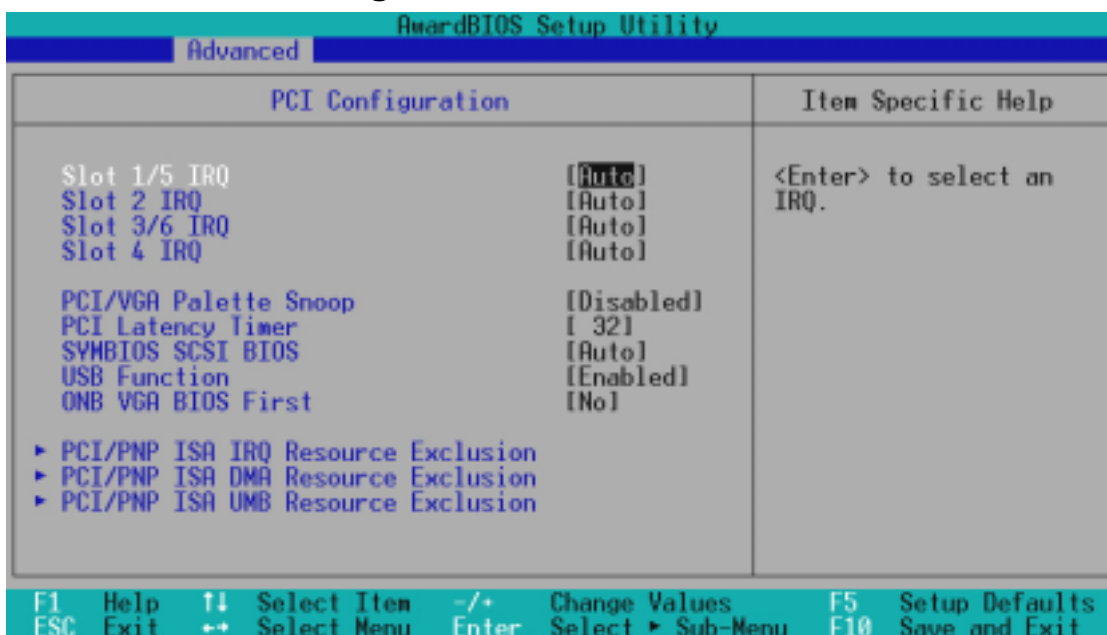 AwardBIOS Setup Utility
Advanced
PCI Configuration
Item Specific Help
Slot 1/5 IRQ [Auto]
Slot 2 IRQ [Auto]
Slot 3/6 IRQ [Auto]
Slot 4 IRQ [Auto]
PCI/VGA Palette Snoop [Disabled]
PCI Latency Timer [ 32]
SYMBIOS SCSI BIOS [Auto]
USB Function [Enabled]
ONB VGA BIOS First [No]
► PCI/PNP ISA IRQ Resource Exclusion
► PCI/PNP ISA DMA Resource Exclusion
► PCI/PNP ISA UMB Resource Exclusion
<Enter> to select an
IRQ.
F1 Help ↑↓ Select Item -/+ Change Values F5 Setup Defaults
ESC Exit ←→ Select Menu Enter Select ► Sub-Menu F10 Save and Exit